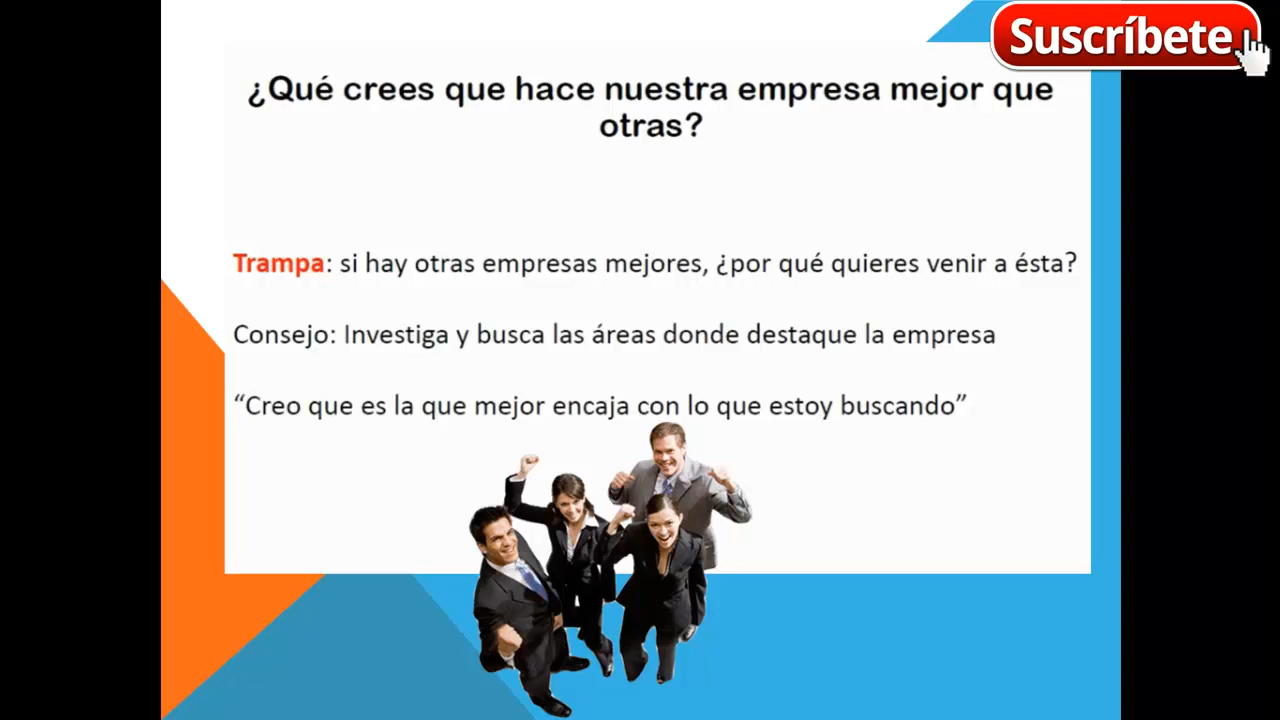 Suscríbete
¿Qué crees que hace nuestra empresa mejor que
otras?
Trampa: si hay otras empresas mejores, ¿por qué quieres venir a ésta?
Consejo: Investiga y busca las áreas donde destaque la empresa
“Creo que es la que mejor encaja con lo que estoy buscando”